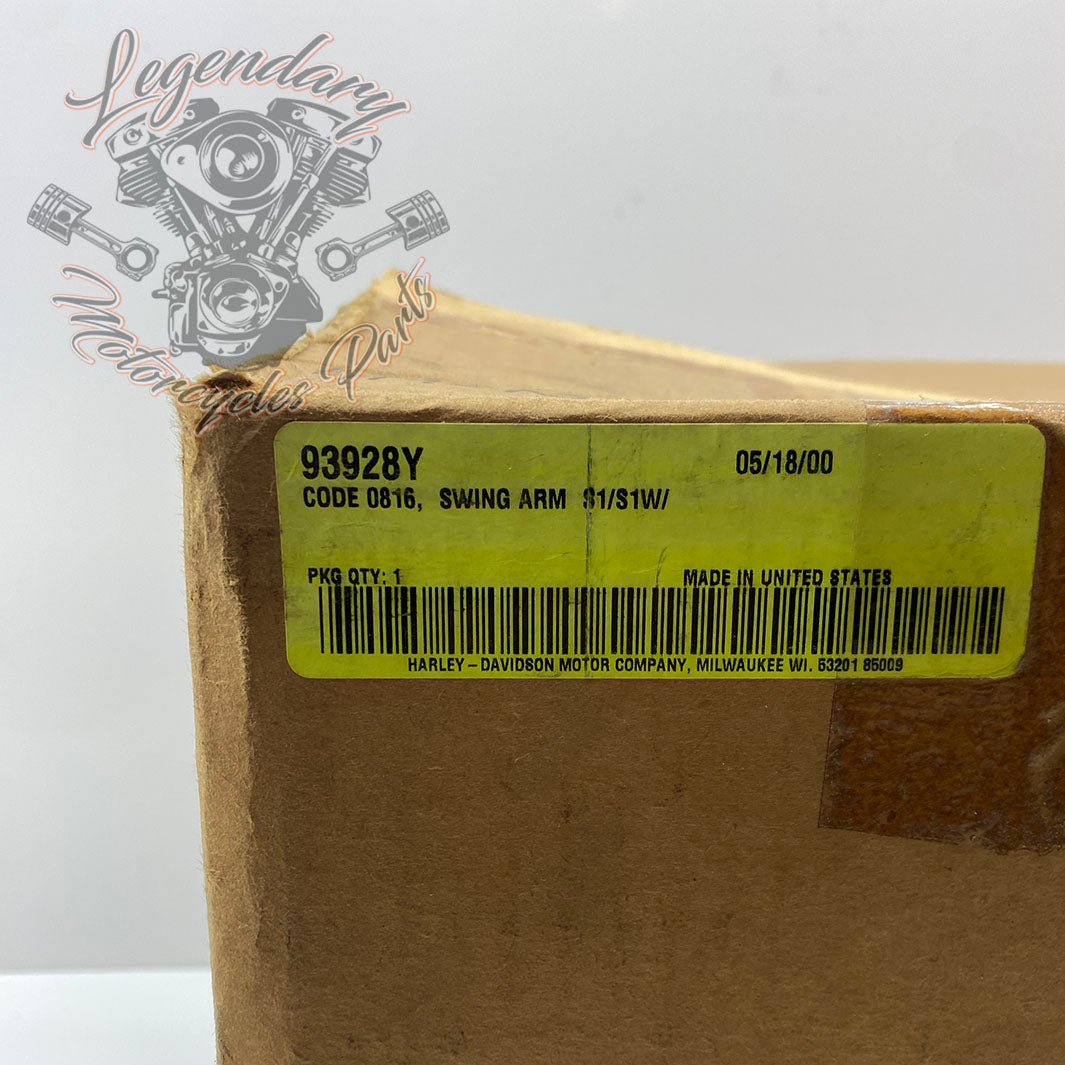 Legendary
Motorcycles Parts
93928Y 05/18/00
CODE 0816, SWING ARM S1/S1W/
PKG QTY: 1 MADE IN UNITED STATES
HARLEY-DAVIDSON MOTOR COMPANY, MILWAUKEE WI. 53201 85009